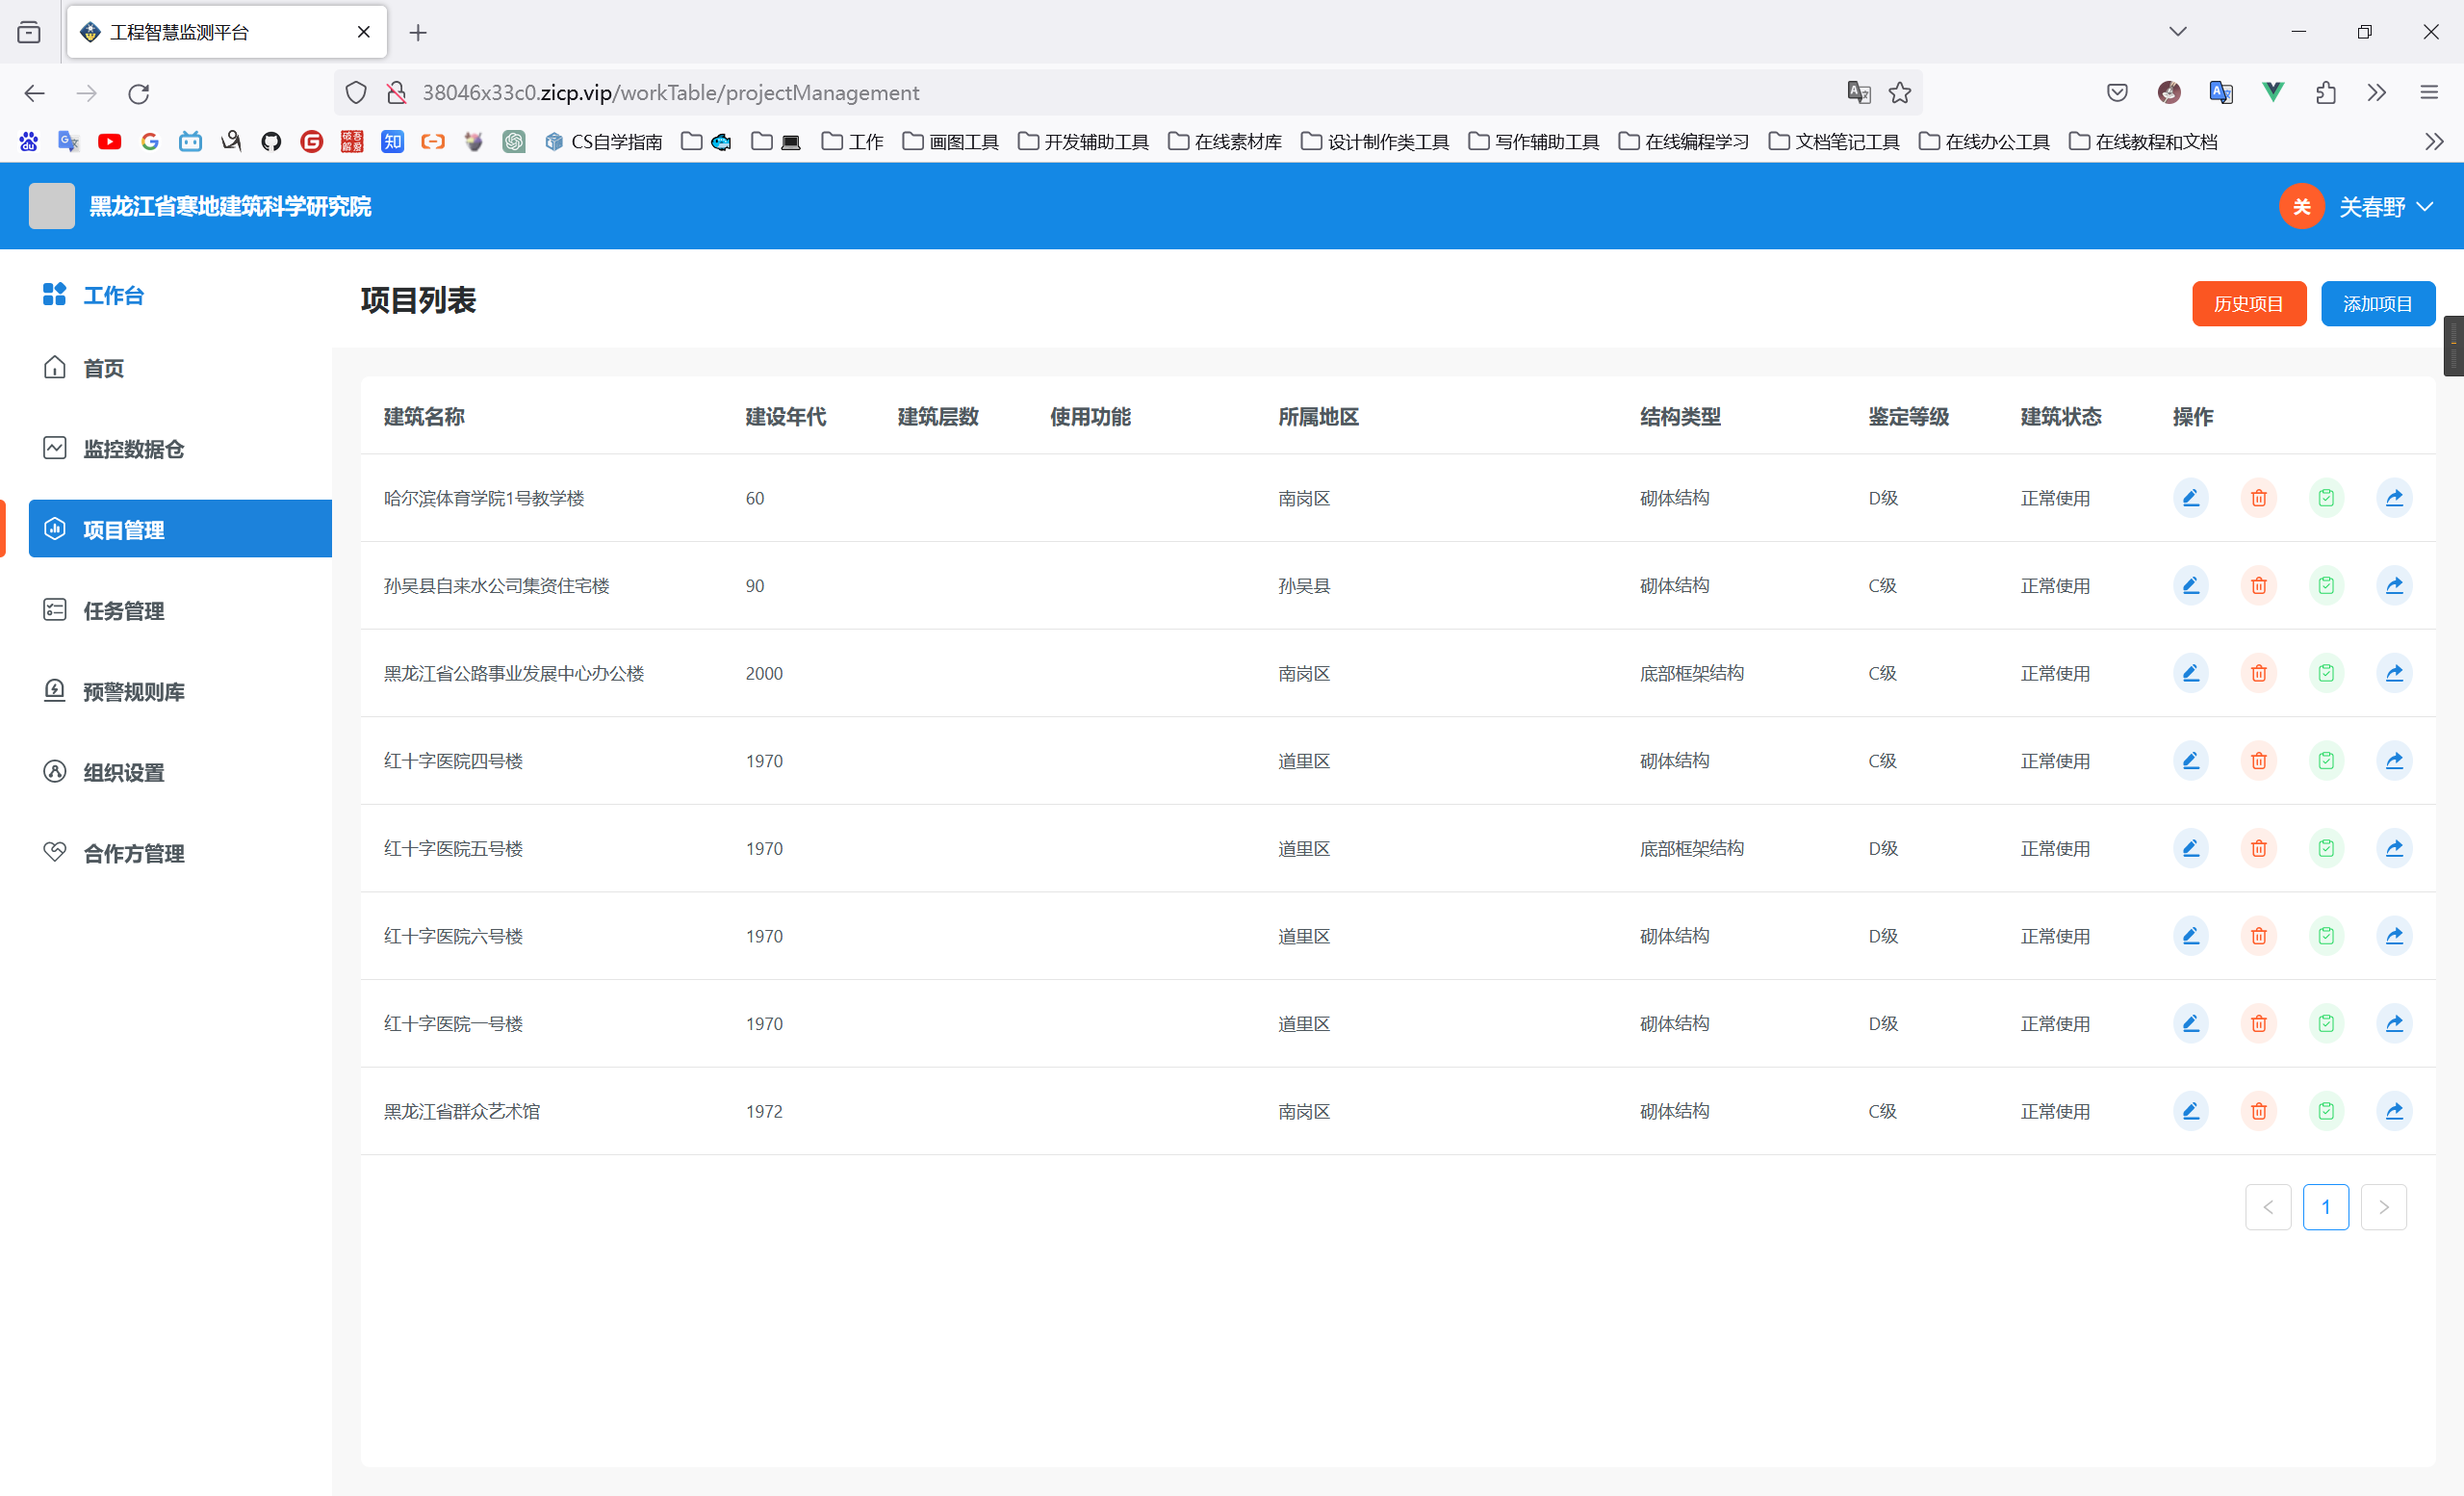 工程智慧监测平台
38046x33c0.zicp.vip/workTable/projectManagement
知 CS自学指南 工作 画图工具 开发辅助工具 在线素材库 设计制作类工具 写作辅助工具 在线编程学习 文档笔记工具 在线办公工具 在线教程和文档
黑龙江省寒地建筑科学研究院
关 关春野
工作台
首页
监控数据仓
项目管理
任务管理
预警规则库
组织设置
合作方管理
项目列表
历史项目 添加项目
建筑名称 建设年代 建筑层数 使用功能 所属地区 结构类型 鉴定等级 建筑状态 操作
哈尔滨体育学院1号教学楼 60 南岗区 砌体结构 D级 正常使用
孙吴县自来水公司集资住宅楼 90 孙吴县 砌体结构 C级 正常使用
黑龙江省公路事业发展中心办公楼 2000 南岗区 底部框架结构 C级 正常使用
红十字医院四号楼 1970 道里区 砌体结构 C级 正常使用
红十字医院五号楼 1970 道里区 底部框架结构 D级 正常使用
红十字医院六号楼 1970 道里区 砌体结构 D级 正常使用
红十字医院一号楼 1970 道里区 砌体结构 D级 正常使用
黑龙江省群众艺术馆 1972 南岗区 砌体结构 C级 正常使用
1